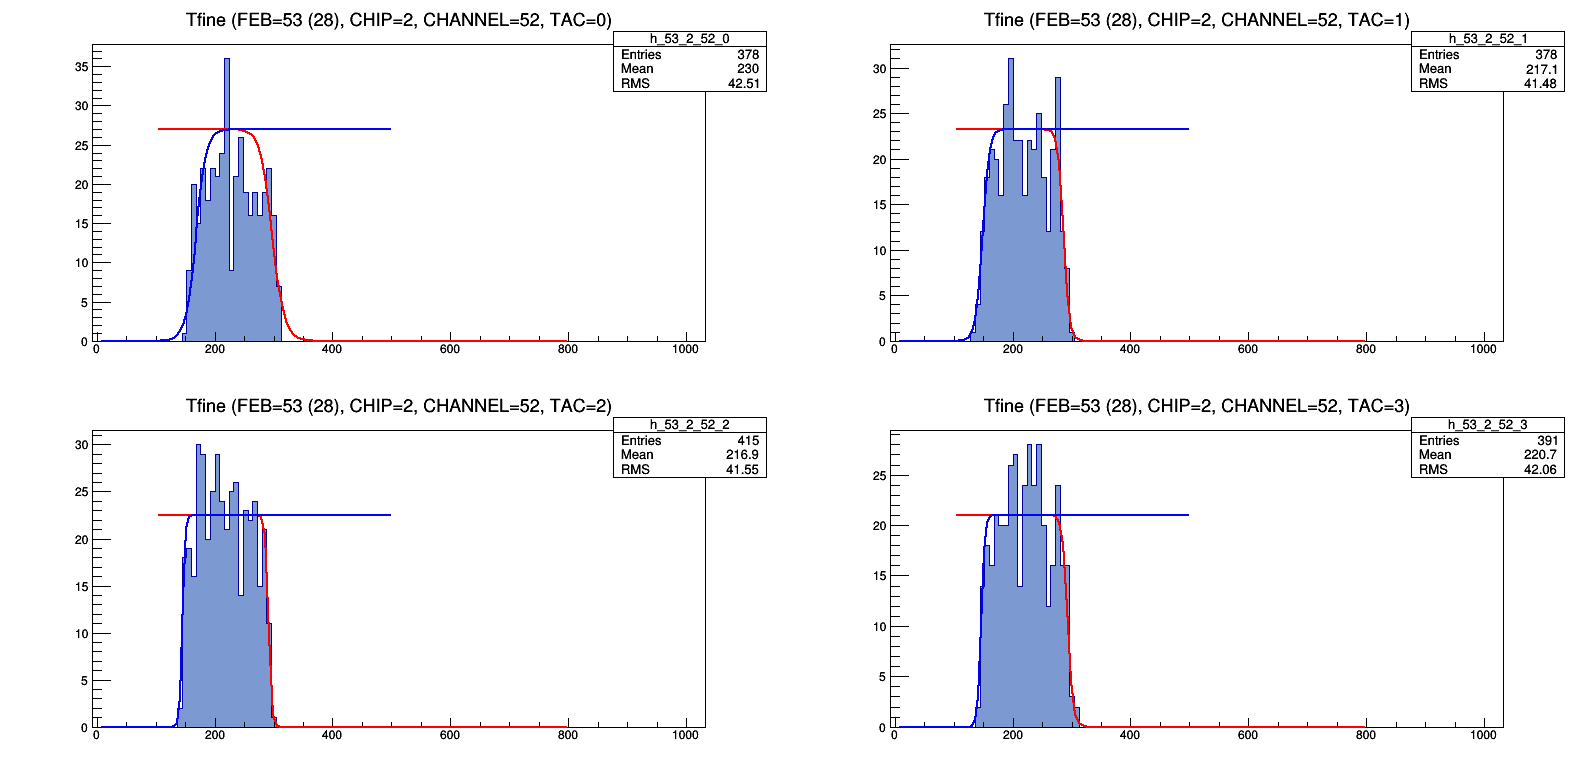 Tfine (FEB=53 (28), CHIP=2, CHANNEL=52, TAC=0)
h_53_2_52_0
Entries 378
Mean 230
RMS 42.51
35
30
25
20
15
10
5
0
0 200 400 600 800 1000
Tfine (FEB=53 (28), CHIP=2, CHANNEL=52, TAC=1)
h_53_2_52_1
Entries 378
Mean 217.1
RMS 41.48
30
25
20
15
10
5
0
0 200 400 600 800 1000
Tfine (FEB=53 (28), CHIP=2, CHANNEL=52, TAC=2)
h_53_2_52_2
Entries 415
Mean 216.9
RMS 41.55
30
25
20
15
10
5
0
0 200 400 600 800 1000
Tfine (FEB=53 (28), CHIP=2, CHANNEL=52, TAC=3)
h_53_2_52_3
Entries 391
Mean 220.7
RMS 42.06
25
20
15
10
5
0
0 200 400 600 800 1000